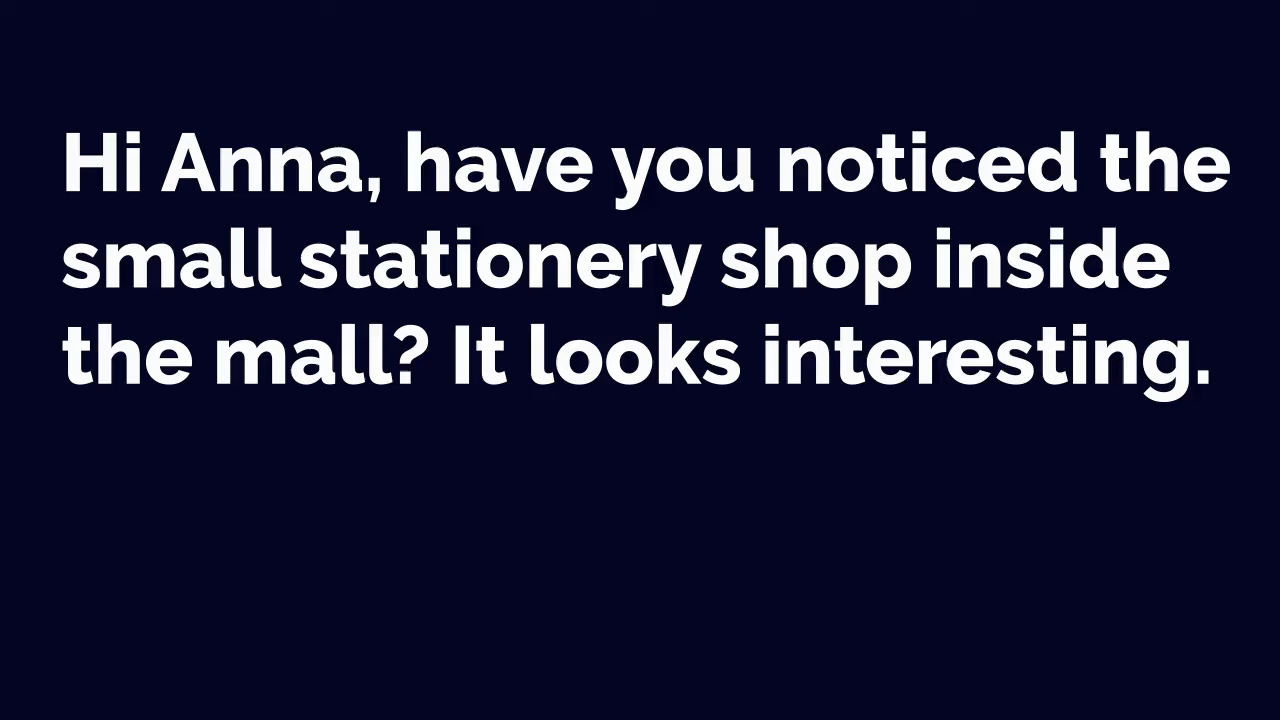 Hi Anna, have you noticed the
small stationery shop inside
the mall? It looks interesting.